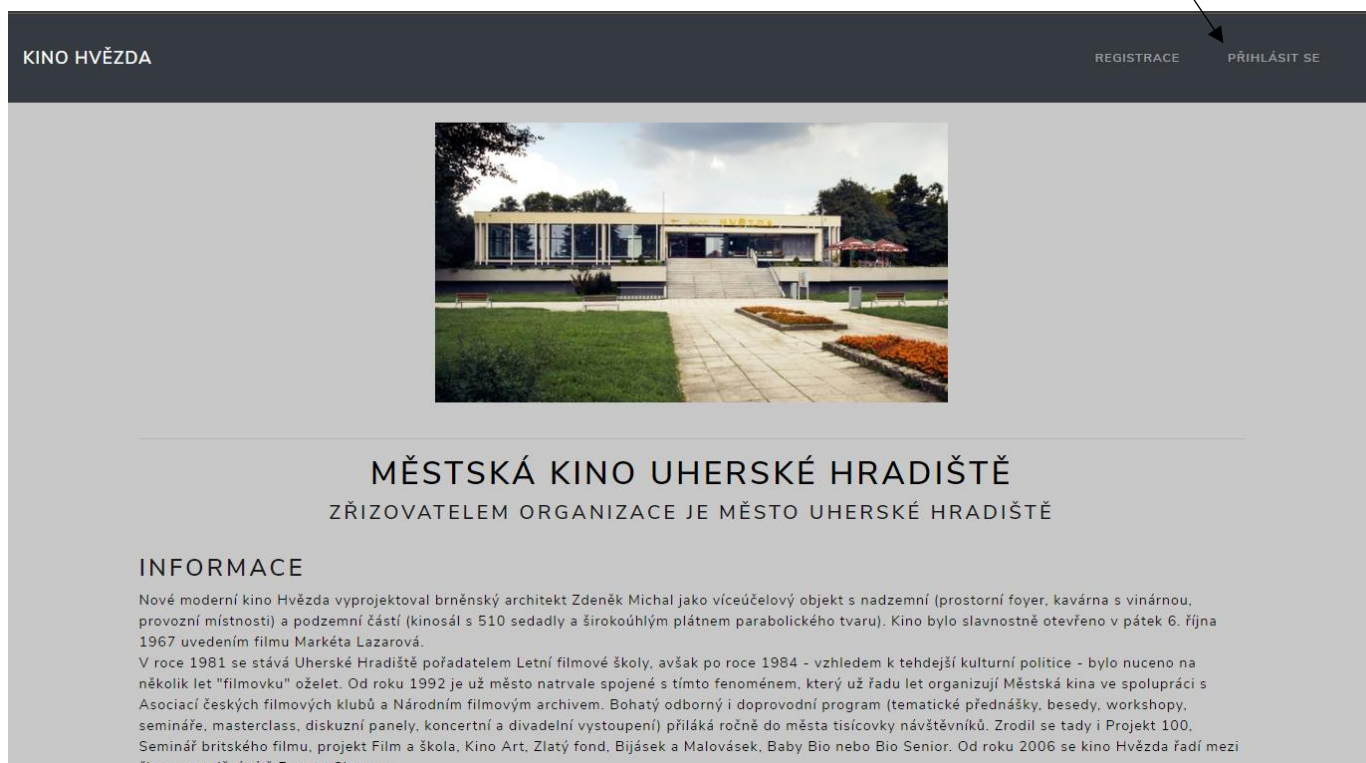 KINO HVĚZDA
REGISTRACE
PŘIHLÁSIT SE
HVĚZDA
MĚSTSKÁ KINO UHERSKÉ HRADIŠTĚ
ZŘIZOVATELEM ORGANIZACE JE MĚSTO UHERSKÉ HRADIŠTĚ
INFORMACE
Nové moderní kino Hvězda vyprojektoval brněnský architekt Zdeněk Michal jako víceúčelový objekt s nadzemní (prostorní foyer, kavárna s vinárnou,
provozní místnosti) a podzemní částí (kinosál s 510 sedadly a širokoúhlým plátnem parabolického tvaru). Kino bylo slavnostně otevřeno v pátek 6. října
1967 uvedením filmu Markéta Lazarová.
V roce 1981 se stává Uherské Hradiště pořadatelem Letní filmové školy, avšak po roce 1984 - vzhledem k tehdejší kulturní politice - bylo nuceno na
několik let "filmovku" oželet. Od roku 1992 je už město natrvale spojené s tímto fenoménem, který už řadu let organizují Městská kina ve spolupráci s
Asociací českých filmových klubů a Národním filmovým archivem. Bohatý odborný i doprovodní program (tematické přednášky, besedy, workshopy,
semináře, masterclass, diskuzní panely, koncertní a divadelní vystoupení) přiláká ročně do města tisícovky návštěvníků. Zrodil se tady i Projekt 100,
Seminář britského filmu, projekt Film a škola, Kino Art, Zlatý fond, Bijásek a Malovásek, Baby Bio nebo Bio Senior. Od roku 2006 se kino Hvězda řadí mezi